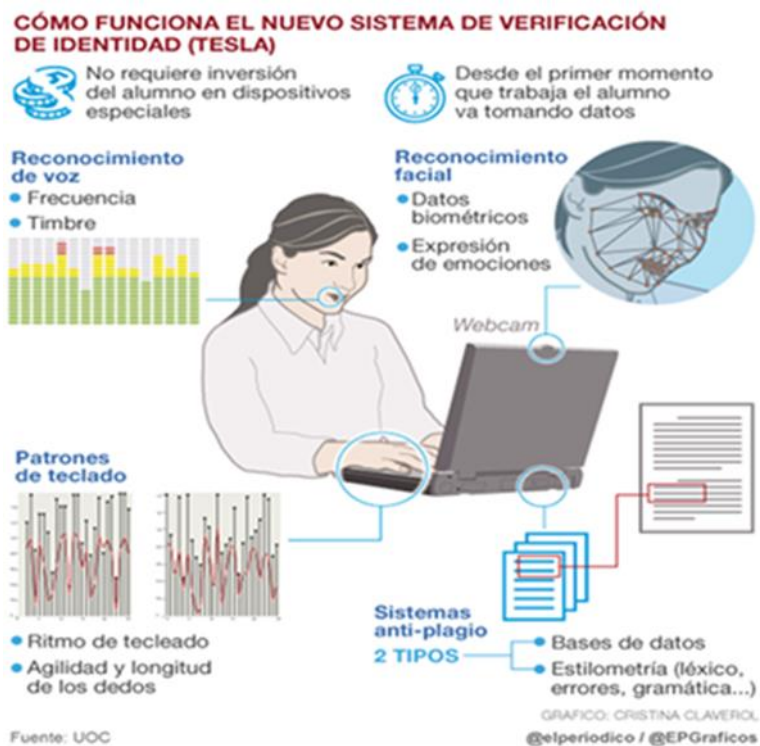 CÓMO FUNCIONA EL NUEVO SISTEMA DE VERIFICACIÓN
DE IDENTIDAD (TESLA)
No requiere inversión
del alumno en dispositivos
especiales
Desde el primer momento
que trabaja el alumno
va tomando datos
Reconocimiento
de voz
Frecuencia
Timbre
Reconocimiento
facial
Datos
biométricos
Expresión
de emociones
Webcam
Patrones
de teclado
Ritmo de tecleado
Agilidad y longitud
de los dedos
Sistemas
anti-plagio
2 TIPOS
Bases de datos
Estilometría (léxico,
errores, gramática...)
GRAFICO: CRISTINA CLAVEROL
Fuente: UOC
@elperiodico / @EPGraficos